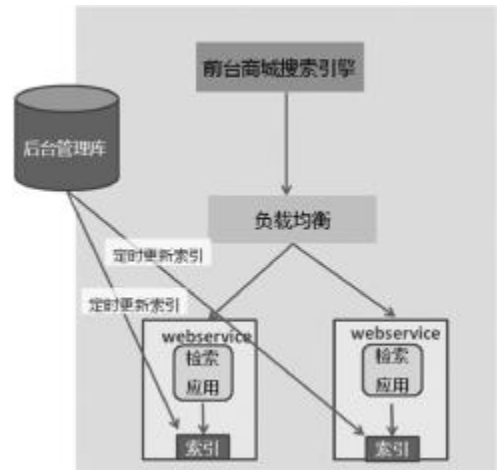 前台商城搜索引擎
后台管理库
负载均衡
定时更新索引
定时更新索引
webservice
检索
应用
索引
webservice
检索
应用
索引